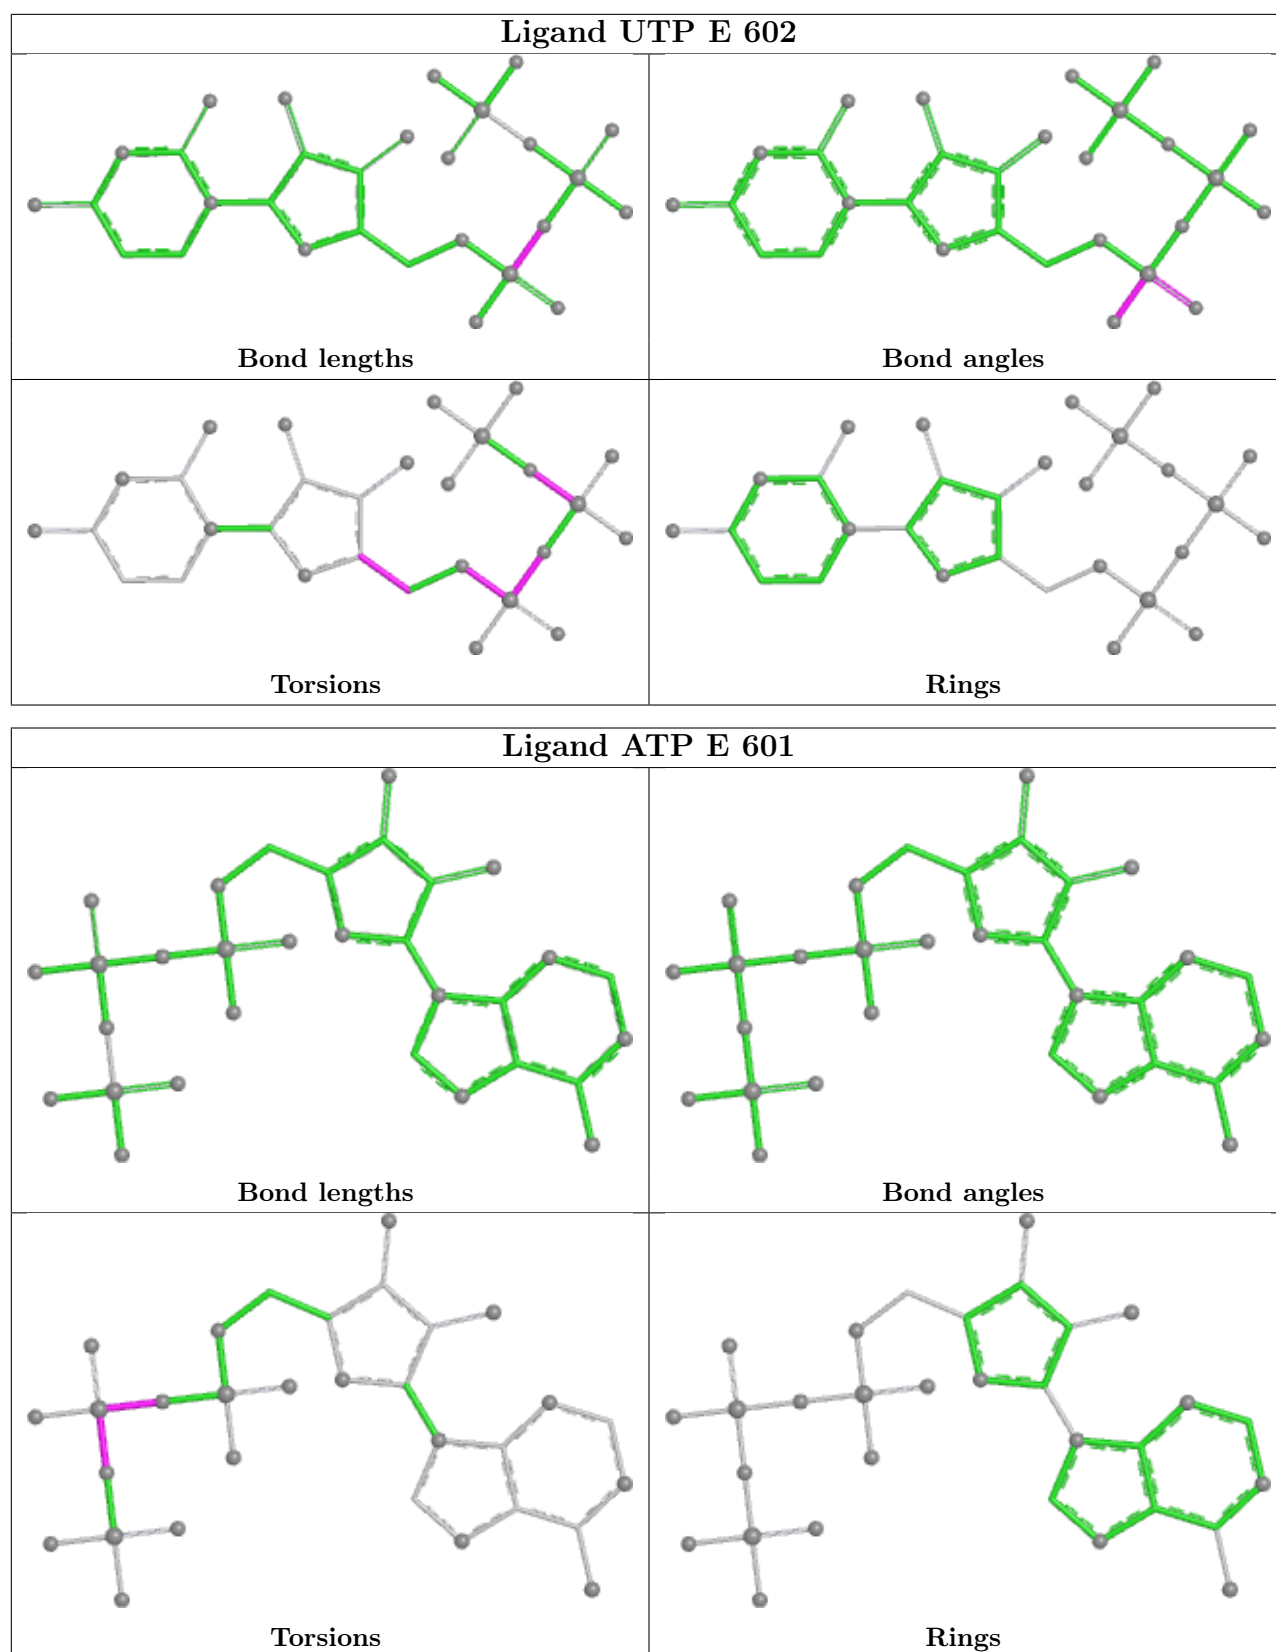 Ligand UTP E 602
Bond lengths
Bond angles
Torsions
Rings
Ligand ATP E 601
Bond lengths
Bond angles
Torsions
Rings